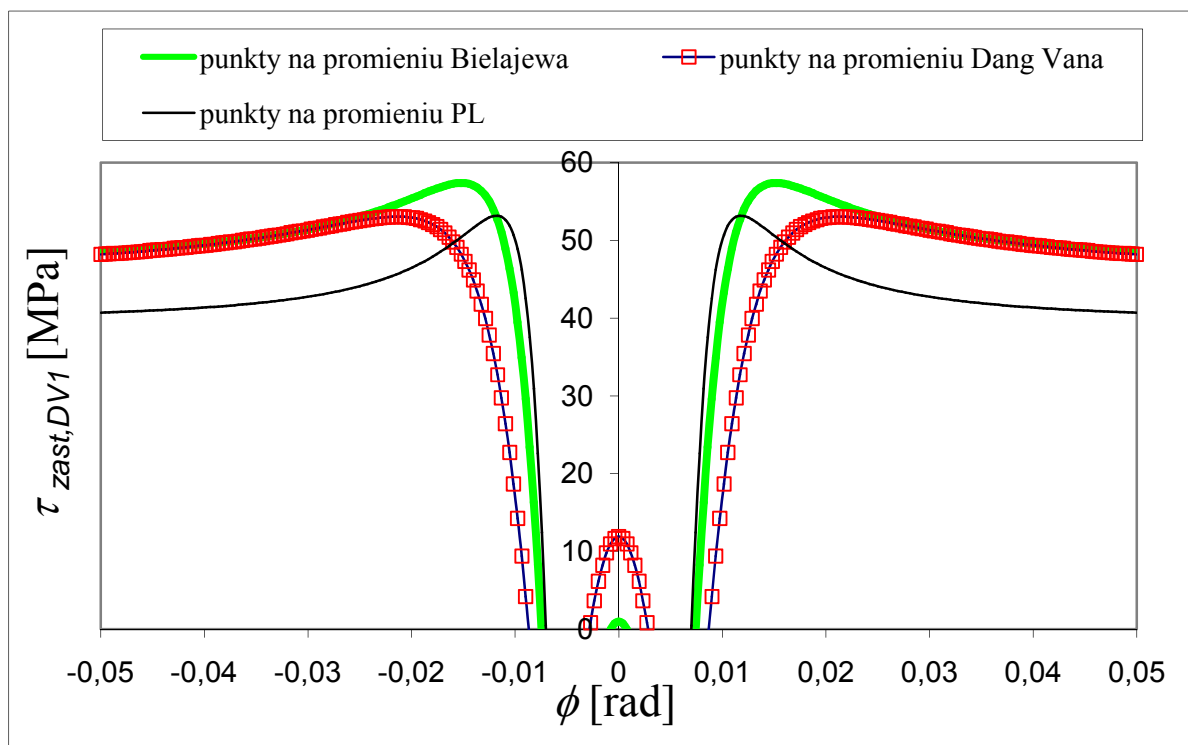 punkty na promieniu Bielajewa
punkty na promieniu Dang Vana
punkty na promieniu PL
τ zast,DV1 [MPa]
60
50
40
30
20
10
0
-0,05 -0,04 -0,03 -0,02 -0,01 0 0,01 0,02 0,03 0,04 0,05
ϕ [rad]